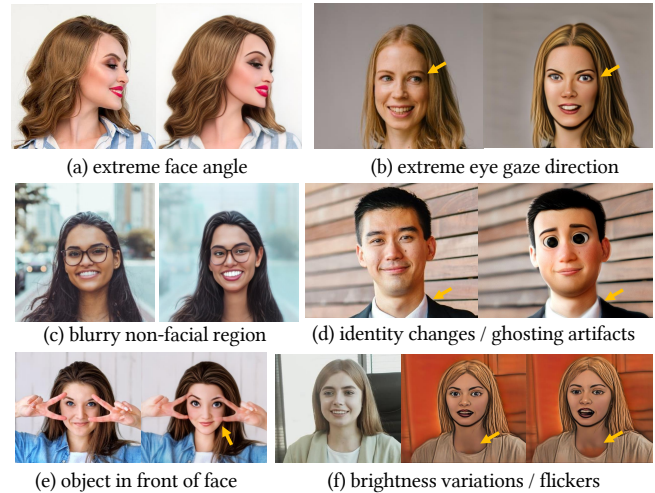 (a) extreme face angle
(b) extreme eye gaze direction
(c) blurry non-facial region
(d) identity changes / ghosting artifacts
(e) object in front of face
(f) brightness variations / flickers